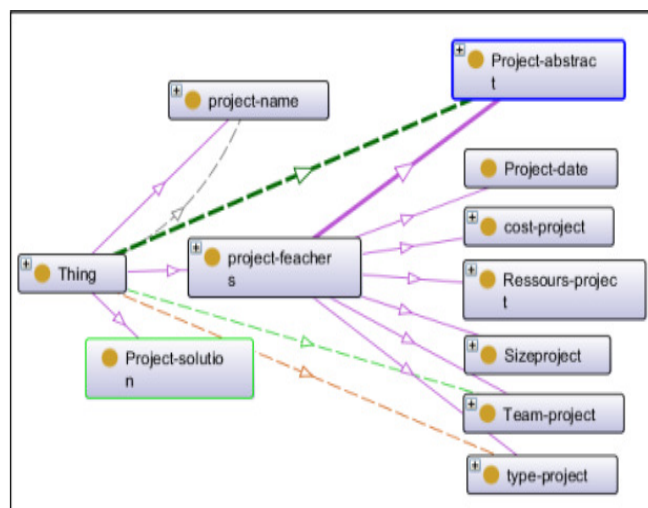 Project-abstrac
t
project-name
Project-date
cost-project
project-feacher
s
Thing
Ressours-projec
t
Project-solutio
n
Sizeproject
Team-project
type-project